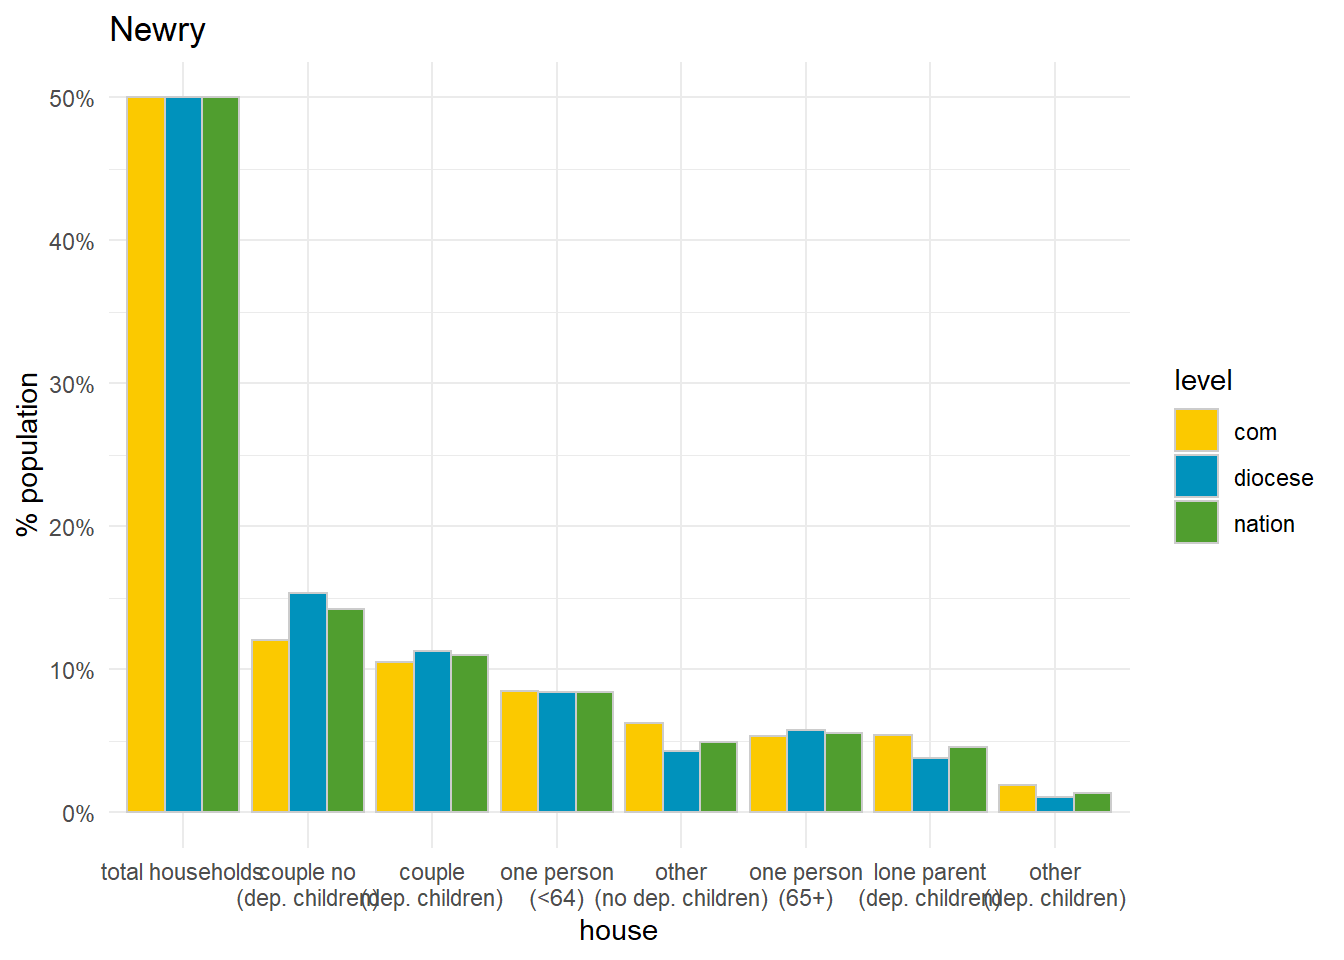 Newry
50%
40%
30%
20%
10%
0%
% population
total households
couple no
(dep. children)
couple
(dep. children)
one person
(<64)
other
(no dep. children)
one person
(65+)
lone parent
(dep. children)
other
(dep. children)
house
level
com
diocese
nation